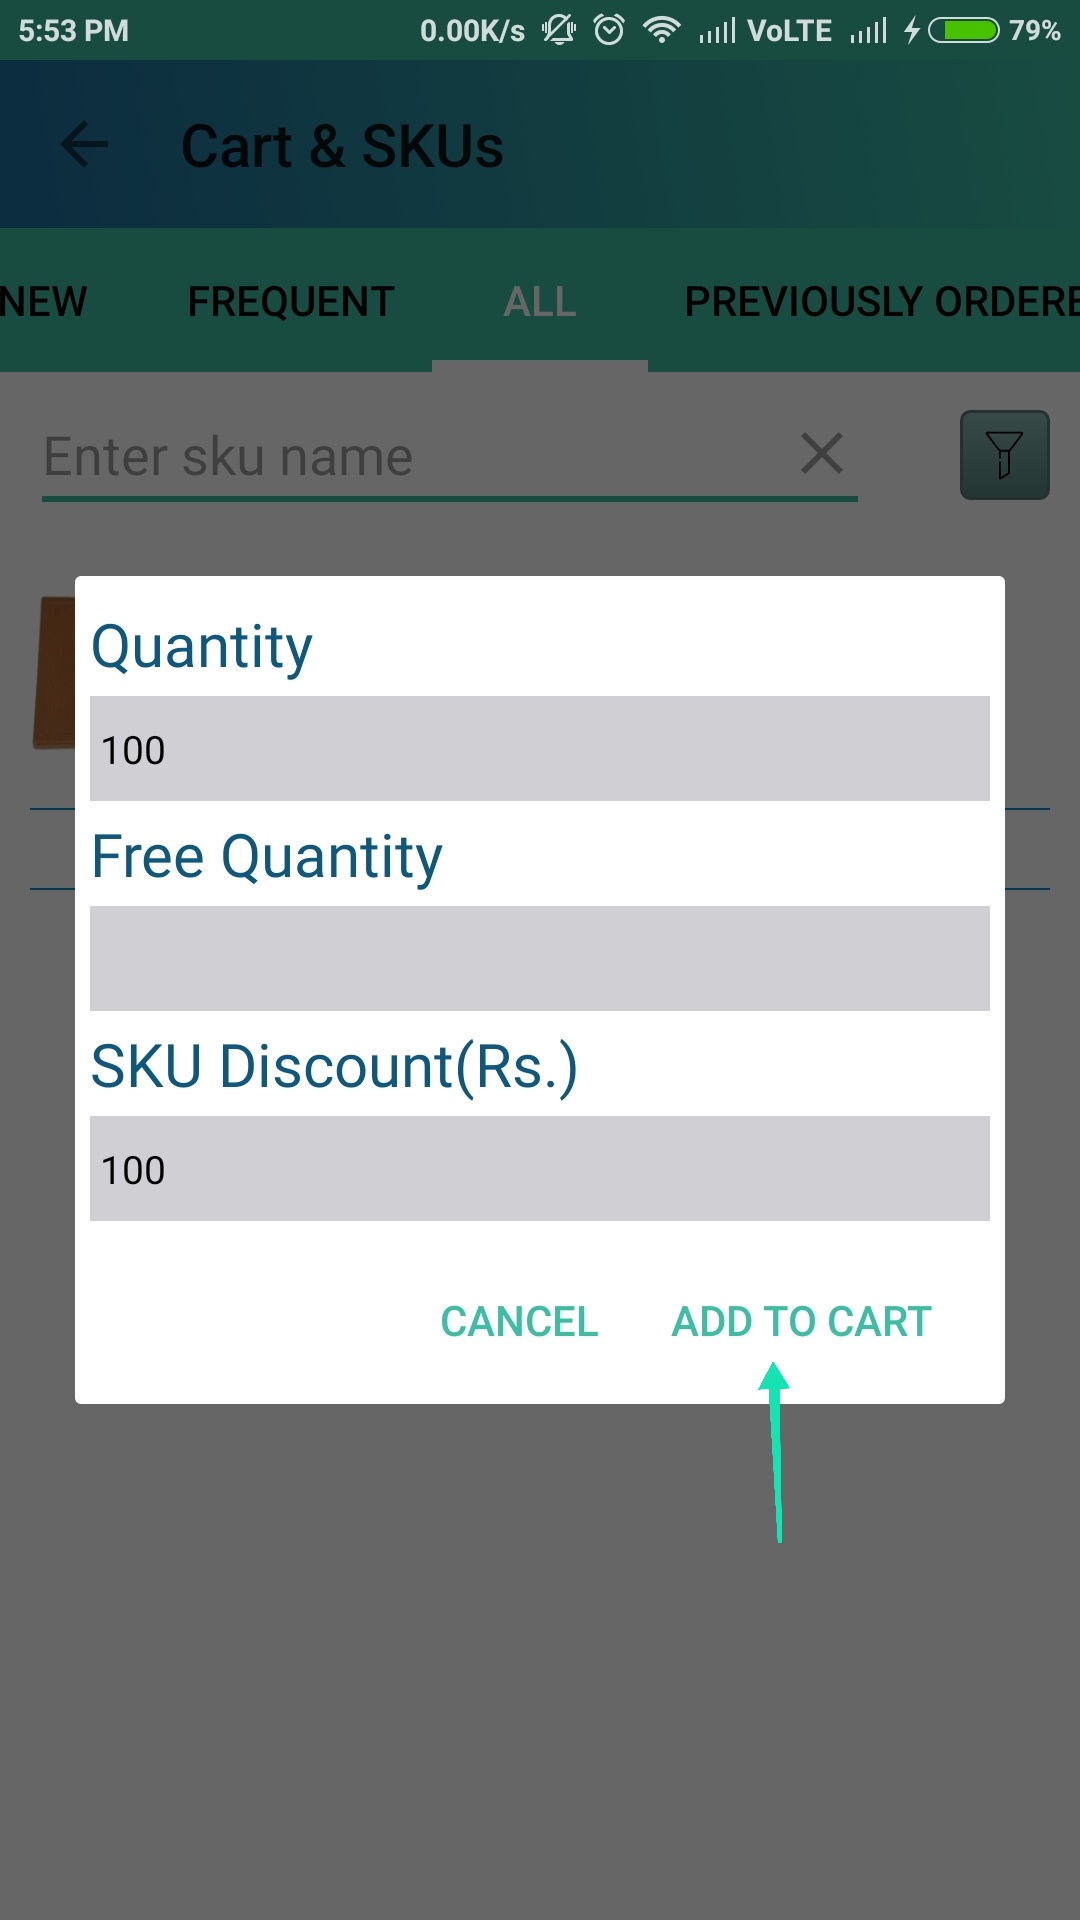 5:53 PM 0.00K/s VoLTE 79%
Cart & SKUs
NEW FREQUENT ALL PREVIOUSLY ORDERE
Enter sku name
Quantity
100
Free Quantity
SKU Discount(Rs.)
100
CANCEL ADD TO CART